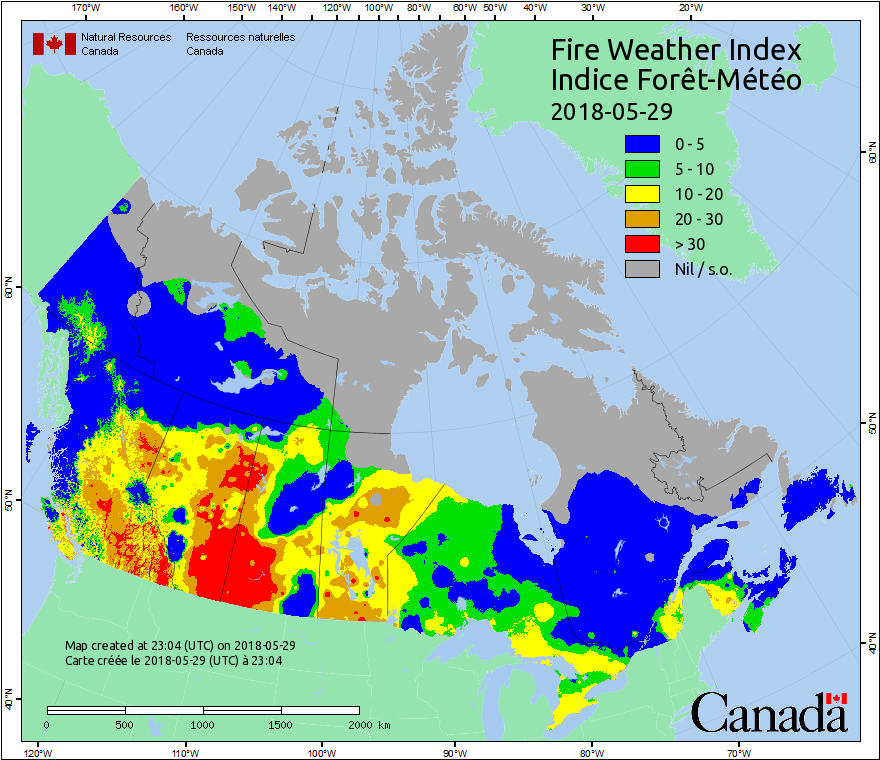 170°W 160°W 150°W 140°W 120°W 100°W 80°W 60°W 50°W 40°W 30°W 20°W
Natural Resources Canada
Ressources naturelles Canada
Fire Weather Index
Indice Forêt-Météo
2018-05-29
0 - 5
5 - 10
10 - 20
20 - 30
> 30
Nil / s.o.
60°N
60°N
50°N
50°N
40°N
40°N
Map created at 23:04 (UTC) on 2018-05-29
Carte créée le 2018-05-29 (UTC) à 23:04
0 500 1000 1500 2000 km
Canada
120°W 110°W 100°W 90°W 80°W 70°W